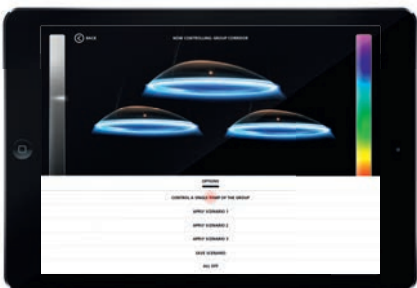 BACK
NOW CONTROLLING: GROUP CORRIDOR
OPTIONS
CONTROL A SINGLE LAMP OF THE GROUP
APPLY SCENARIO 1
APPLY SCENARIO 2
APPLY SCENARIO 3
SAVE SCENARIO
ALL OFF